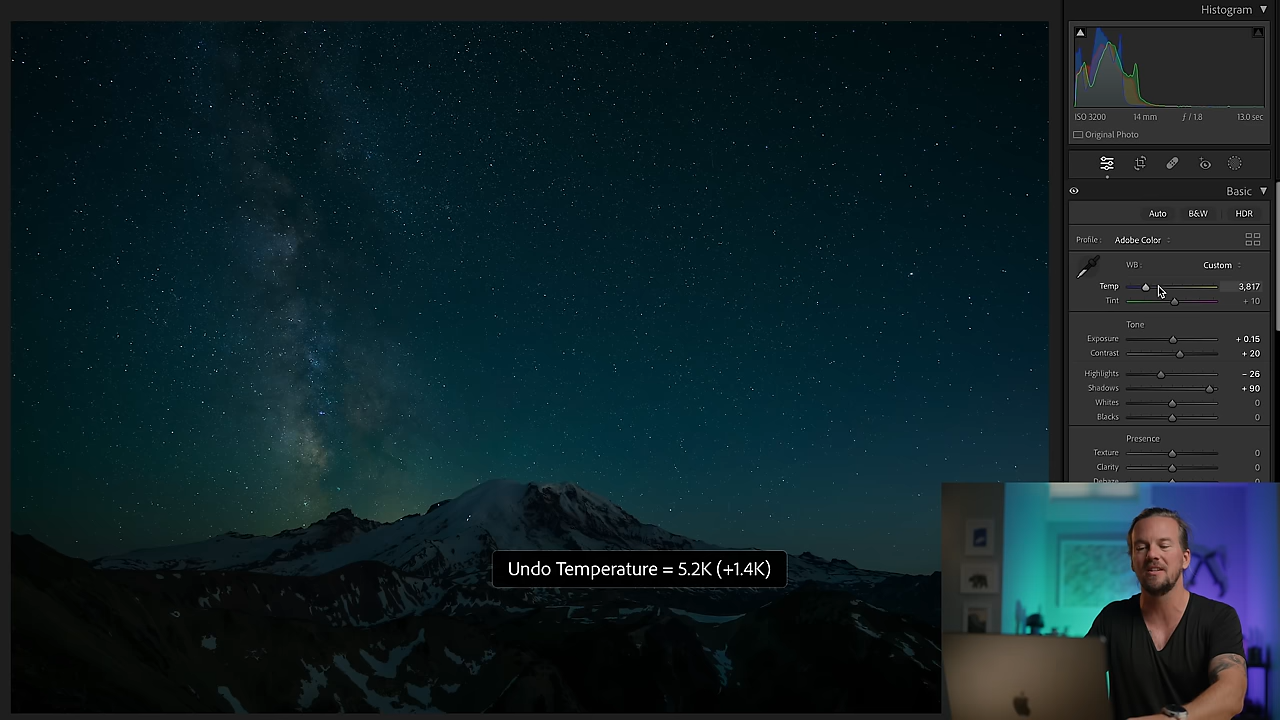 Histogram
ISO 3200 14 mm ƒ / 1.8 13.0 sec
Original Photo
Basic
Auto B&W HDR
Profile : Adobe Color
WB : Custom
Temp 3,817
Tint + 10
Tone
Exposure + 0.15
Contrast + 20
Highlights − 26
Shadows + 90
Whites 0
Blacks 0
Presence
Texture 0
Clarity 0
Dehaze 0
Undo Temperature = 5.2K (+1.4K)